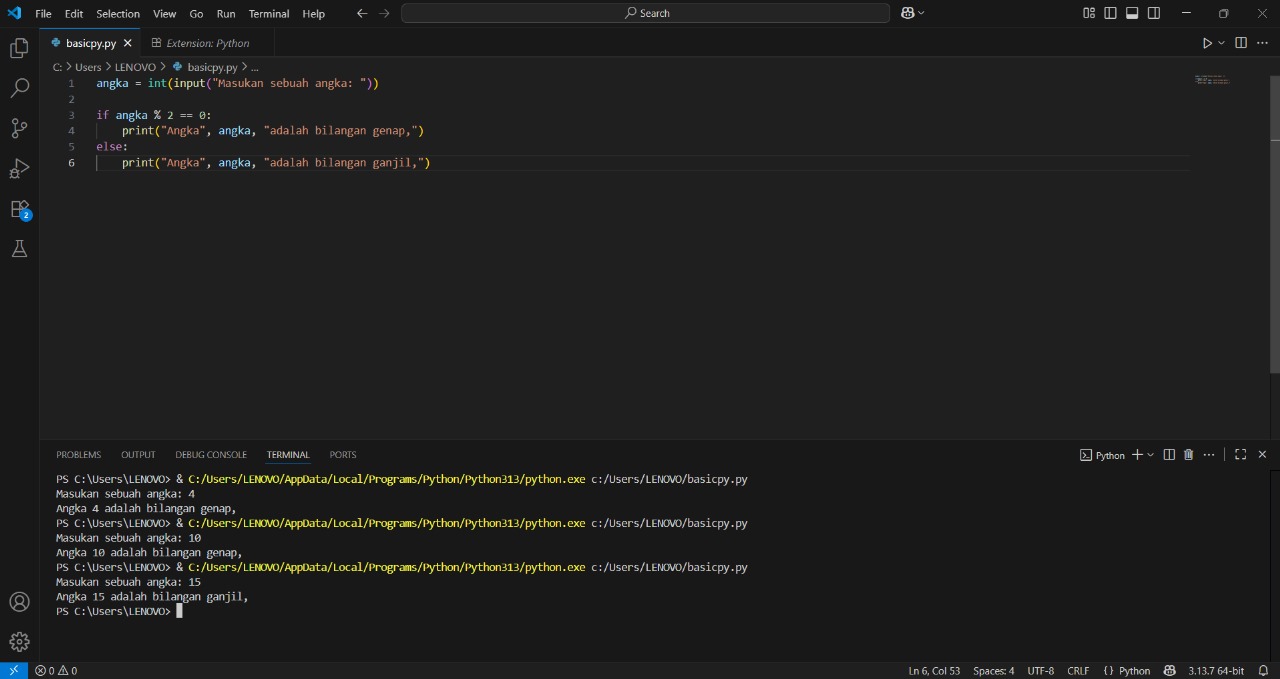 File Edit Selection View Go Run Terminal Help Search
basicpy.py Extension: Python
C: > Users > LENOVO > basicpy.py > ...
1 angka = int(input("Masukan sebuah angka: "))
2
3 if angka % 2 == 0:
4 print("Angka", angka, "adalah bilangan genap,")
5 else:
6 print("Angka", angka, "adalah bilangan ganjil,")
2
PROBLEMS OUTPUT DEBUG CONSOLE TERMINAL PORTS Python
PS C:\Users\LENOVO> & C:/Users/LENOVO/AppData/Local/Programs/Python/Python313/python.exe c:/Users/LENOVO/basicpy.py
Masukan sebuah angka: 4
Angka 4 adalah bilangan genap,
PS C:\Users\LENOVO> & C:/Users/LENOVO/AppData/Local/Programs/Python/Python313/python.exe c:/Users/LENOVO/basicpy.py
Masukan sebuah angka: 10
Angka 10 adalah bilangan genap,
PS C:\Users\LENOVO> & C:/Users/LENOVO/AppData/Local/Programs/Python/Python313/python.exe c:/Users/LENOVO/basicpy.py
Masukan sebuah angka: 15
Angka 15 adalah bilangan ganjil,
PS C:\Users\LENOVO>
0 0 Ln 6, Col 53 Spaces: 4 UTF-8 CRLF { } Python 3.13.7 64-bit